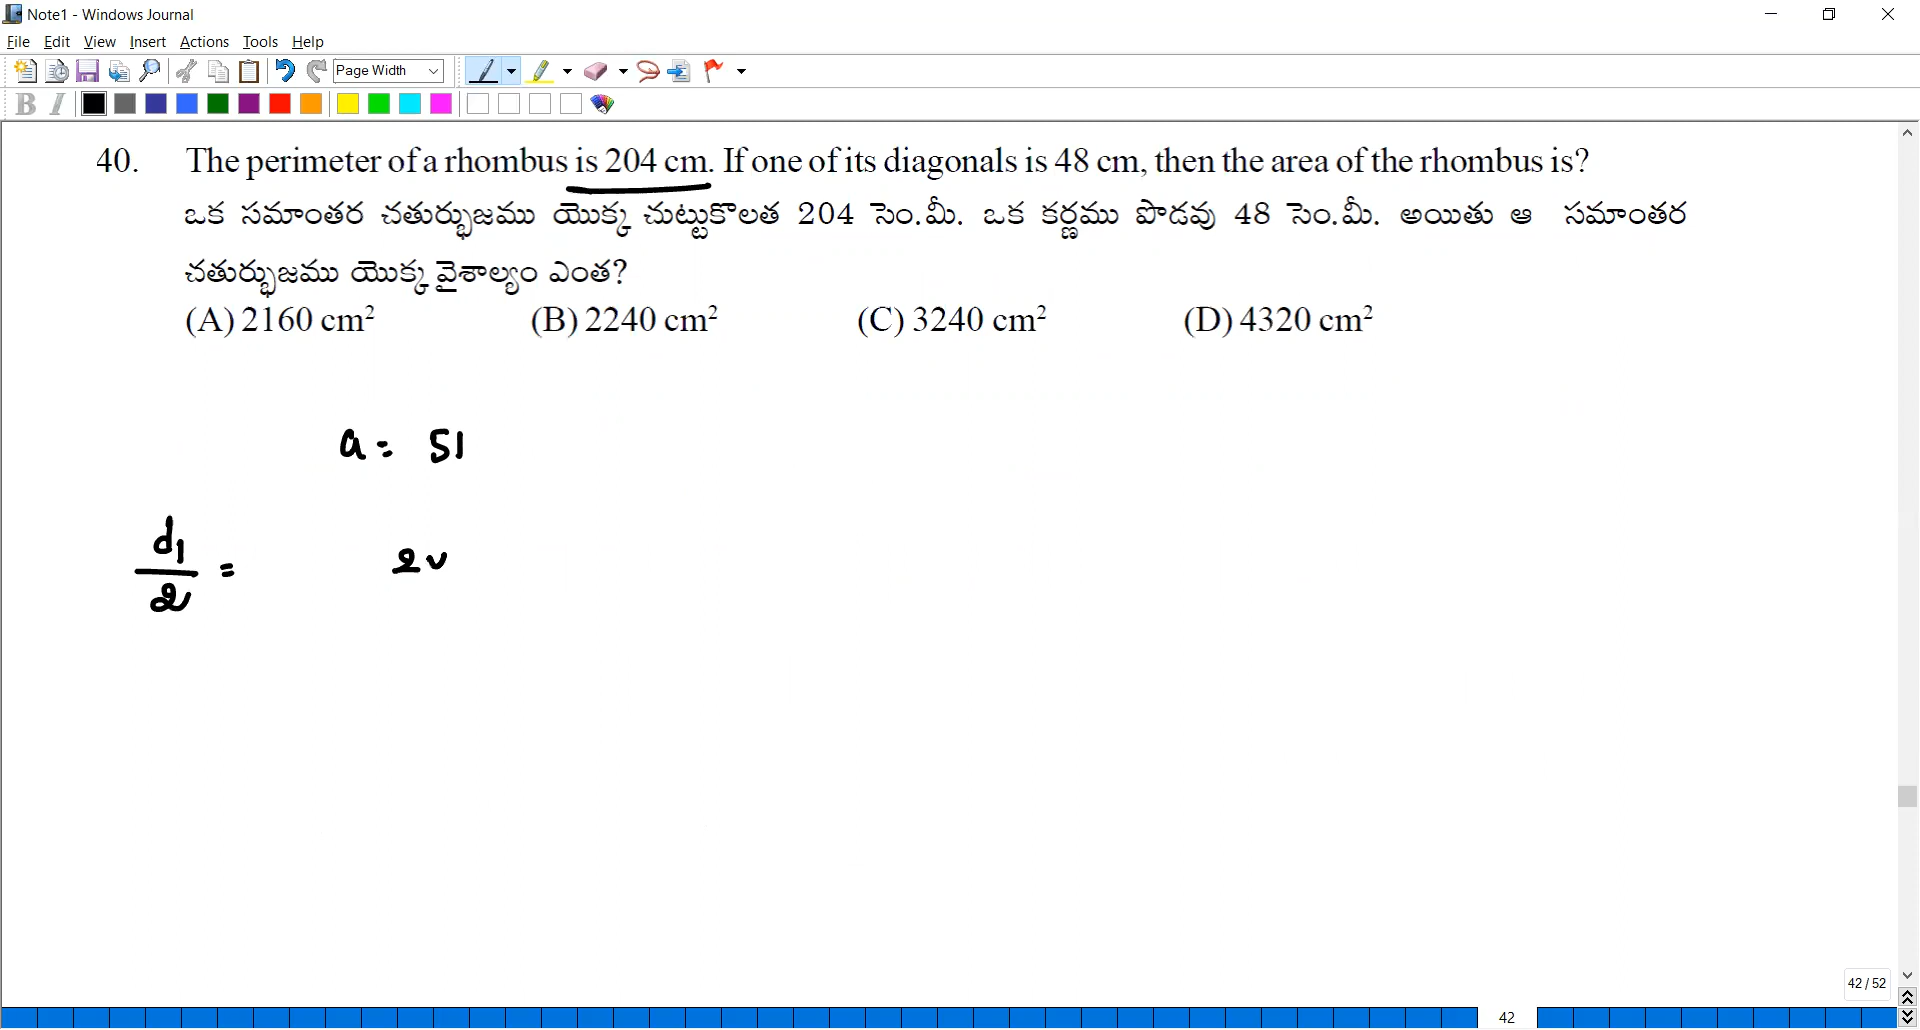 Note1 - Windows Journal
File Edit View Insert Actions Tools Help
Page Width
B I
40. The perimeter of a rhombus is 204 cm. If one of its diagonals is 48 cm, then the area of the rhombus is?
ఒక సమాంతర చతుర్భుజము యొక్క చుట్టుకొలత 204 సెం.మీ. ఒక కర్ణము పొడవు 48 సెం.మీ. అయితు ఆ సమాంతర
చతుర్భుజము యొక్క వైశాల్యం ఎంత?
(A) 2160 cm² (B) 2240 cm² (C) 3240 cm² (D) 4320 cm²
a = 51
d₁/2 =
42 / 52
42